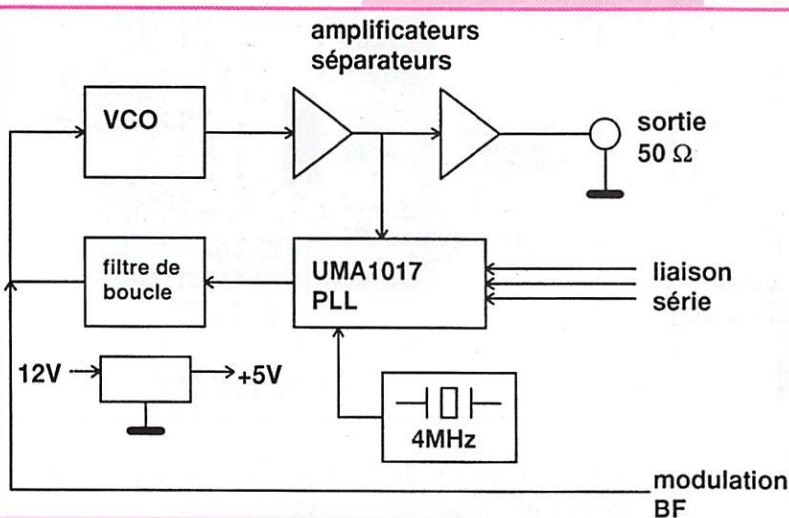 amplificateurs
séparateurs
VCO
sortie
50 Ω
filtre de
boucle
UMA1017
PLL
liaison
série
12V
+5V
4MHz
modulation
BF